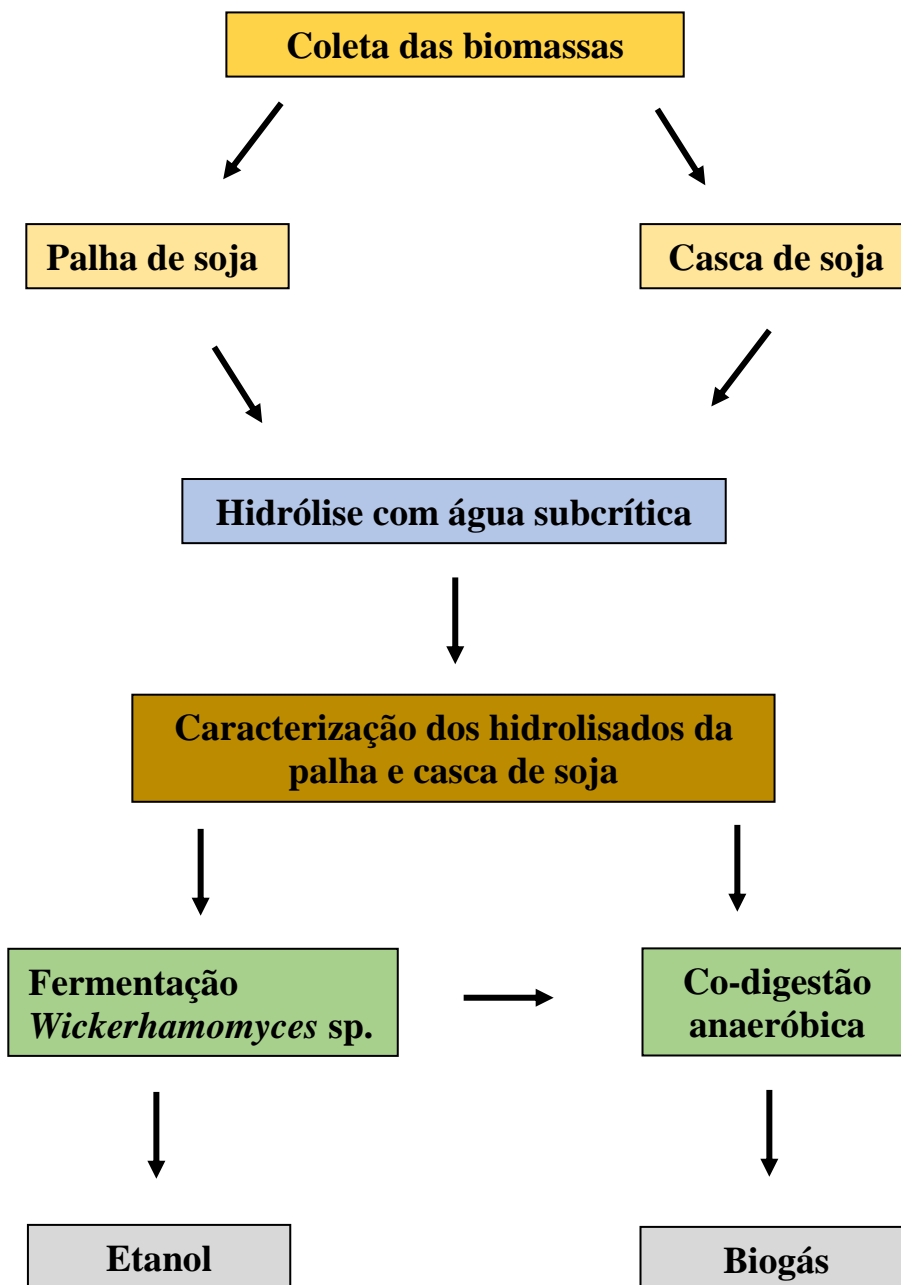 Coleta das biomassas
Palha de soja
Casca de soja
Hidrólise com água subcrítica
Caracterização dos hidrolisados da
palha e casca de soja
Fermentação
Wickerhamomyces sp.
Co-digestão
anaeróbica
Etanol
Biogás